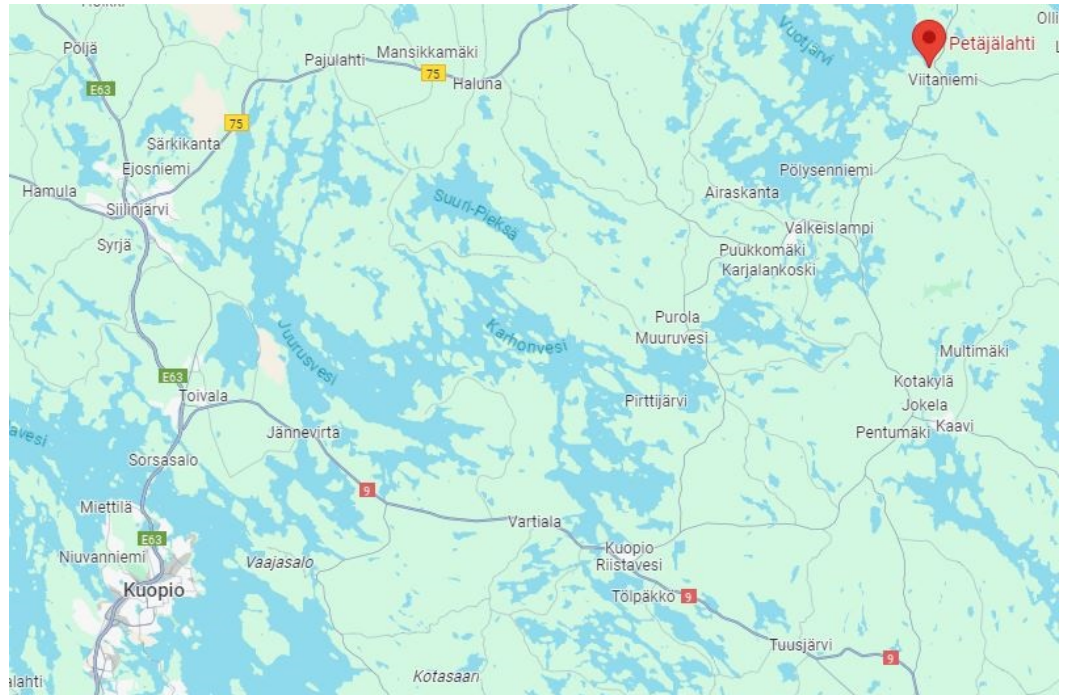 Pöljä
Pajulahti
Mansikkamäki
75
Haluna
Vuotjärvi
Petäjälahti
Viitaniemi
E63
75
Särkikanta
Ejosniemi
Hamula
Siilinjärvi
Syrjä
Suuri-Pieksä
Pölysenniemi
Airaskanta
Välkeislampi
Puukkomäki
Karjalankoski
Purola
Muuruvesi
Karhonvesi
Juurusvesi
Multimäki
E63
Toivala
Pirttijärvi
Kotakylä
Jokela
Kaavi
Pentumäki
Jännevirta
Sorsasalo
9
Miettilä
Vartiala
E63
Niuvanniemi
Vaajasalo
Kuopio
Riistavesi
Kuopio
Tölpäkkö
9
Tuusjärvi
9
Kotasaari